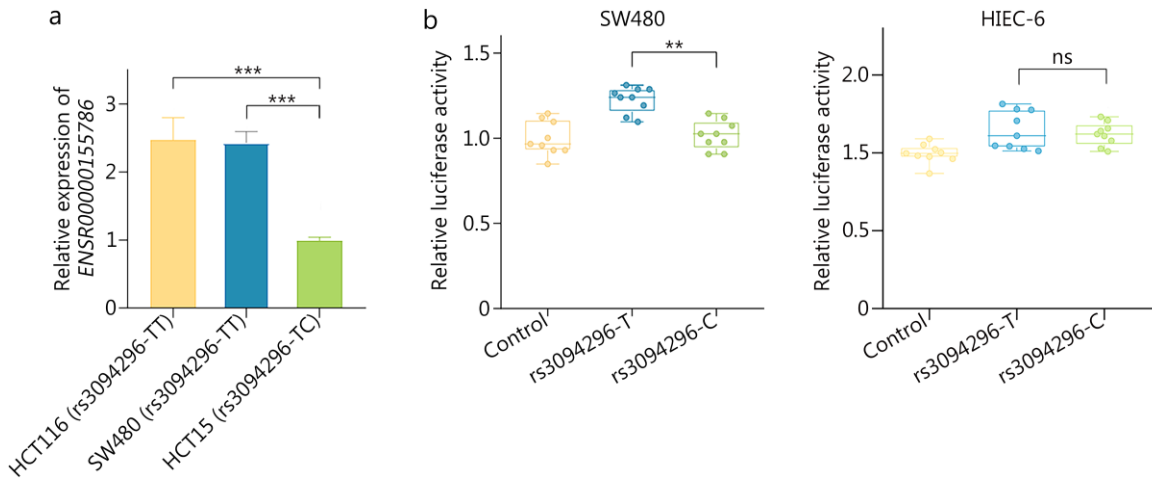 a
Relative expression of
ENSR00000155786
3
2
1
0
***
***
HCT116 (rs3094296-TT)
SW480 (rs3094296-TT)
HCT15 (rs3094296-TC)
b
SW480
Relative luciferase activity
1.5
1.0
0.5
0
**
Control
rs3094296-T
rs3094296-C
HIEC-6
Relative luciferase activity
2.0
1.5
0.5
0
ns
Control
rs3094296-T
rs3094296-C